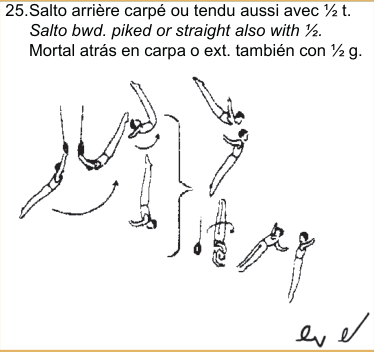 25.Salto arrière carpé ou tendu aussi avec ½ t.
Salto bwd. piked or straight also with ½.
Mortal atrás en carpa o ext. también con ½ g.